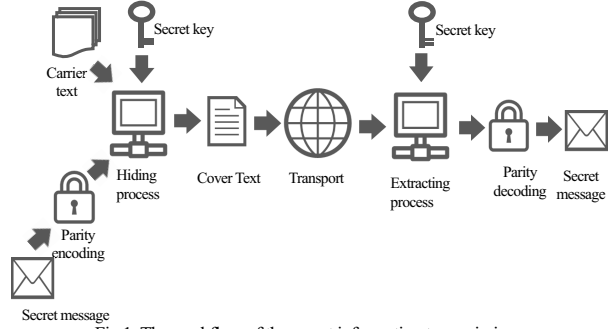 Secret key
Secret key
Carrier
text
Hiding
process
Cover Text
Transport
Extracting
process
Parity
decoding
Secret
message
Parity
encoding
Secret message